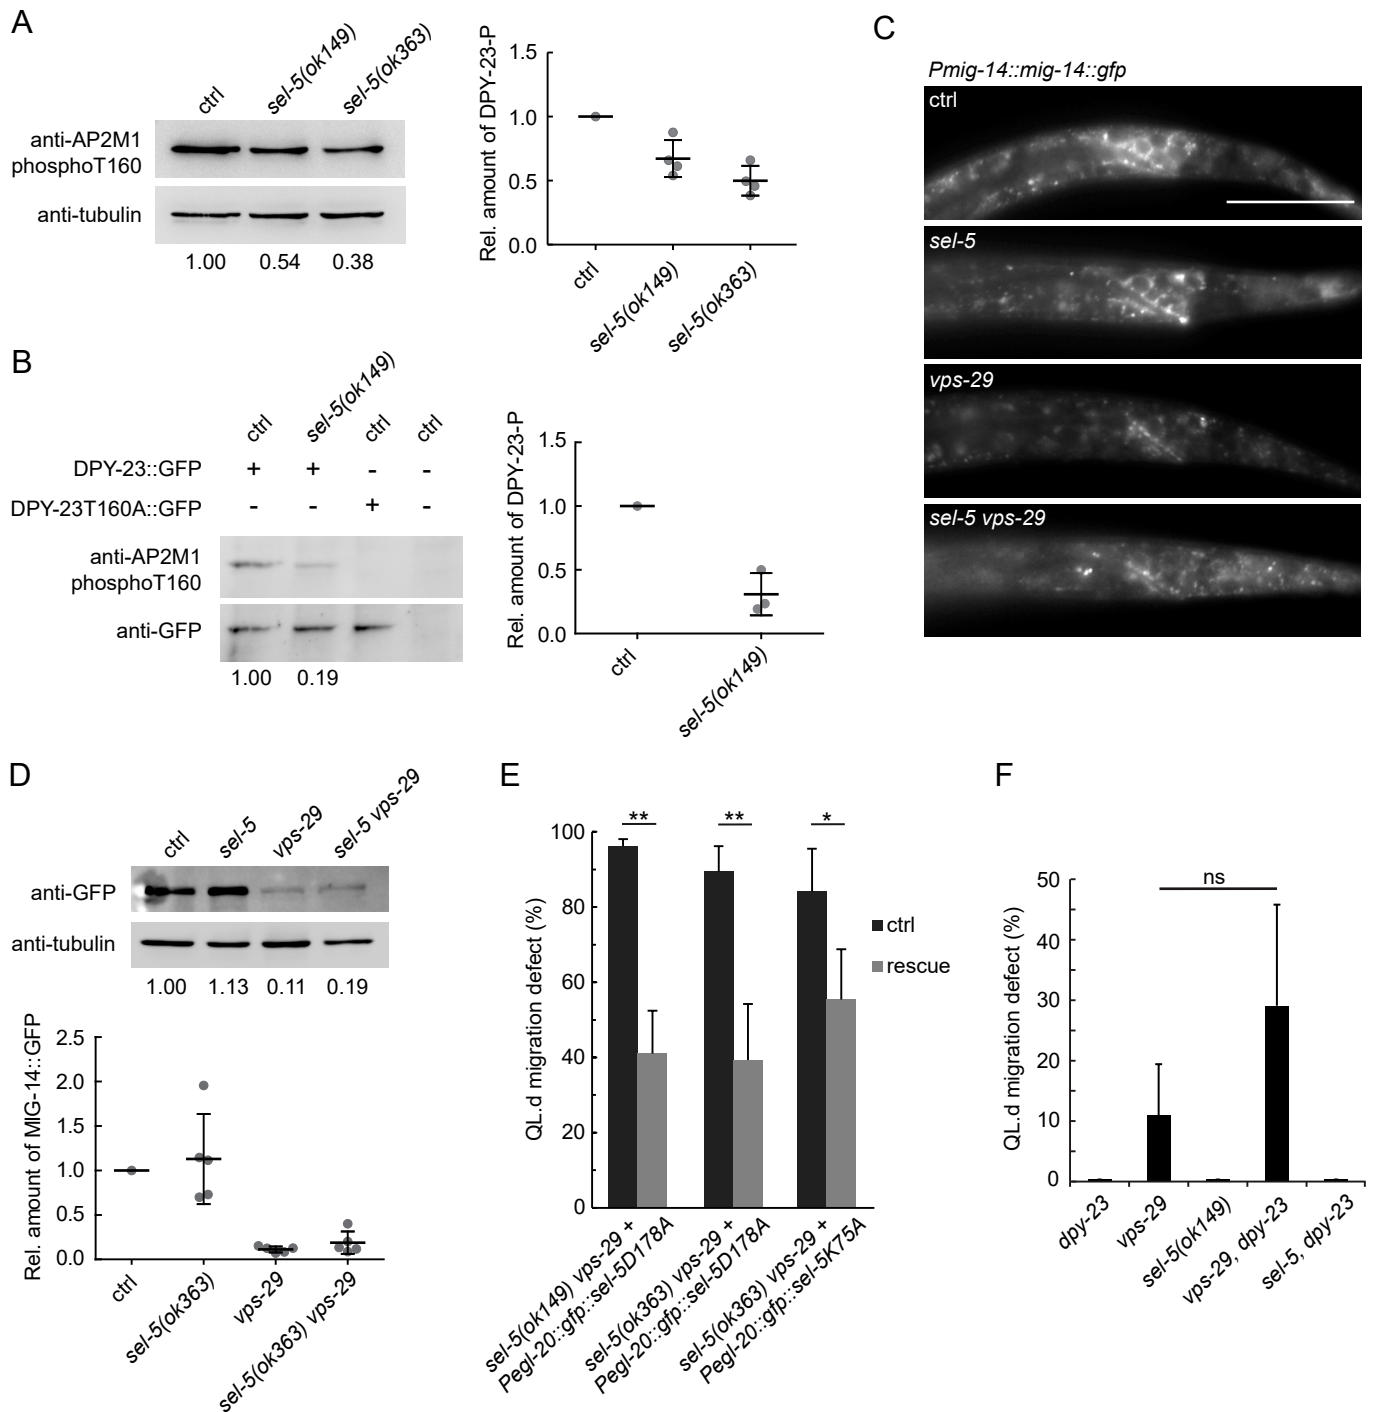 A
ctrl
sel-5(ok149)
sel-5(ok363)
anti-AP2M1
phosphoT160
anti-tubulin
1.00 0.54 0.38
Rel. amount of DPY-23-P
1.5
1.0
0.5
0.0
ctrl
sel-5(ok149)
sel-5(ok363)
B
ctrl
sel-5(ok149)
ctrl
ctrl
DPY-23::GFP + + - -
DPY-23T160A::GFP - - + -
anti-AP2M1
phosphoT160
anti-GFP
1.00 0.19
Rel. amount of DPY-23-P
1.5
1.0
0.5
0.0
ctrl
sel-5(ok149)
C
Pmig-14::mig-14::gfp
ctrl
sel-5
vps-29
sel-5 vps-29
D
ctrl
sel-5
vps-29
sel-5 vps-29
anti-GFP
anti-tubulin
1.00 1.13 0.11 0.19
Rel. amount of MIG-14::GFP
2.5
2.0
1.5
1.0
0.5
0.0
ctrl
sel-5(ok363)
vps-29
sel-5(ok363) vps-29
E
QL.d migration defect (%)
100
80
60
40
20
0
** ** *
ctrl
rescue
sel-5(ok149) vps-29 +
Pegl-20::gfp::sel-5D178A
sel-5(ok363) vps-29 +
Pegl-20::gfp::sel-5D178A
sel-5(ok363) vps-29 +
Pegl-20::gfp::sel-5K75A
F
QL.d migration defect (%)
50
40
30
20
10
0
ns
dpy-23
vps-29
sel-5(ok149)
vps-29, dpy-23
sel-5, dpy-23